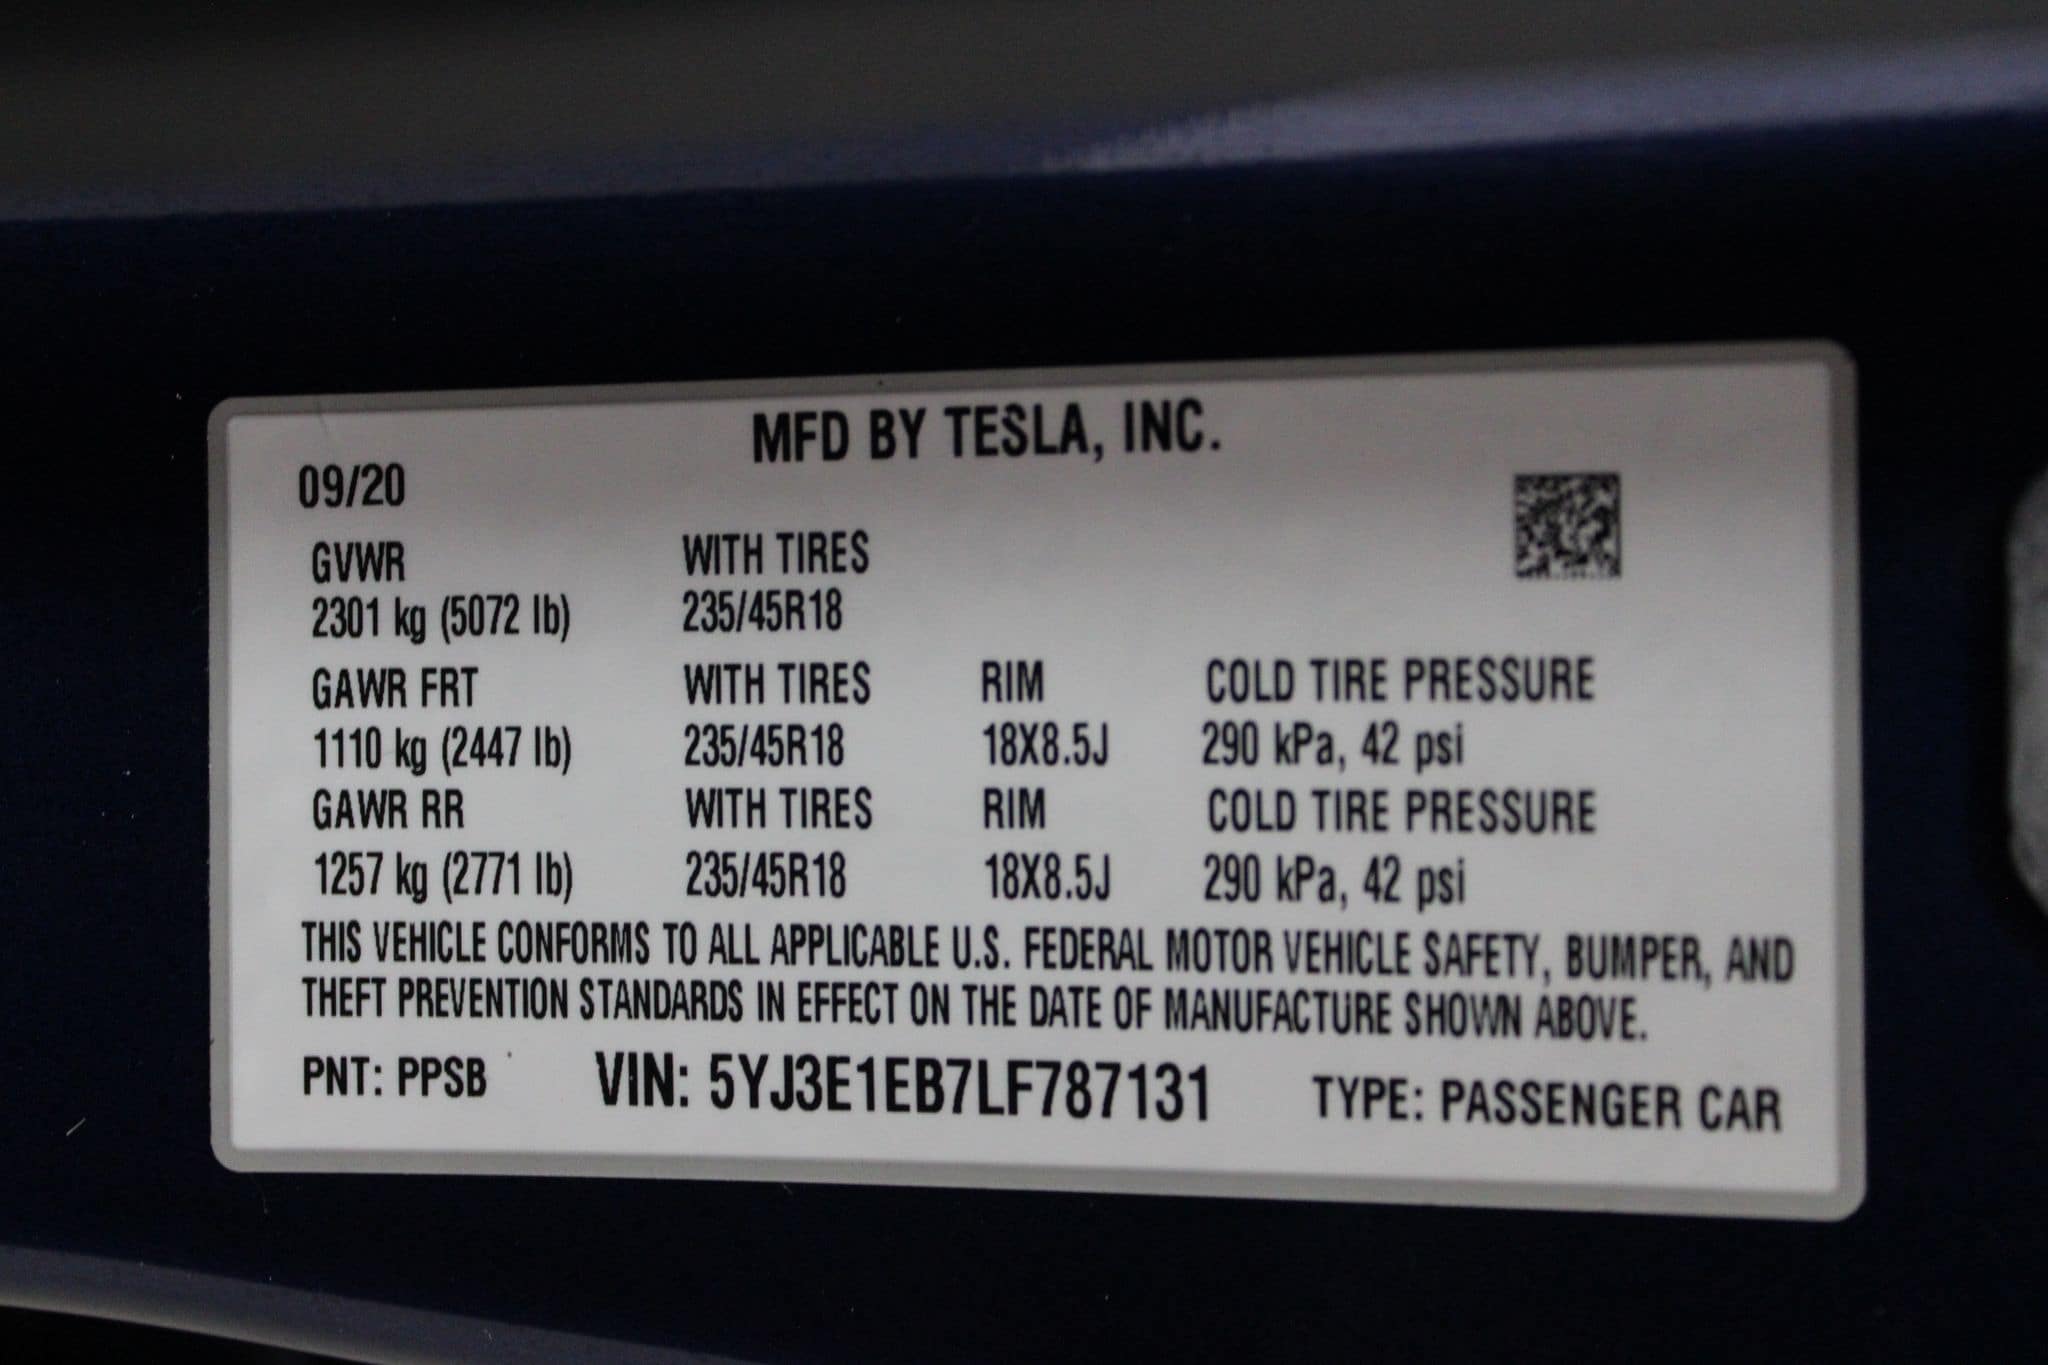 MFD BY TESLA, INC.
09/20
GVWR WITH TIRES
2301 kg (5072 lb) 235/45R18
GAWR FRT WITH TIRES RIM COLD TIRE PRESSURE
1110 kg (2447 lb) 235/45R18 18X8.5J 290 kPa, 42 psi
GAWR RR WITH TIRES RIM COLD TIRE PRESSURE
1257 kg (2771 lb) 235/45R18 18X8.5J 290 kPa, 42 psi
THIS VEHICLE CONFORMS TO ALL APPLICABLE U.S. FEDERAL MOTOR VEHICLE SAFETY, BUMPER, AND
THEFT PREVENTION STANDARDS IN EFFECT ON THE DATE OF MANUFACTURE SHOWN ABOVE.
PNT: PPSB VIN: 5YJ3E1EB7LF787131 TYPE: PASSENGER CAR